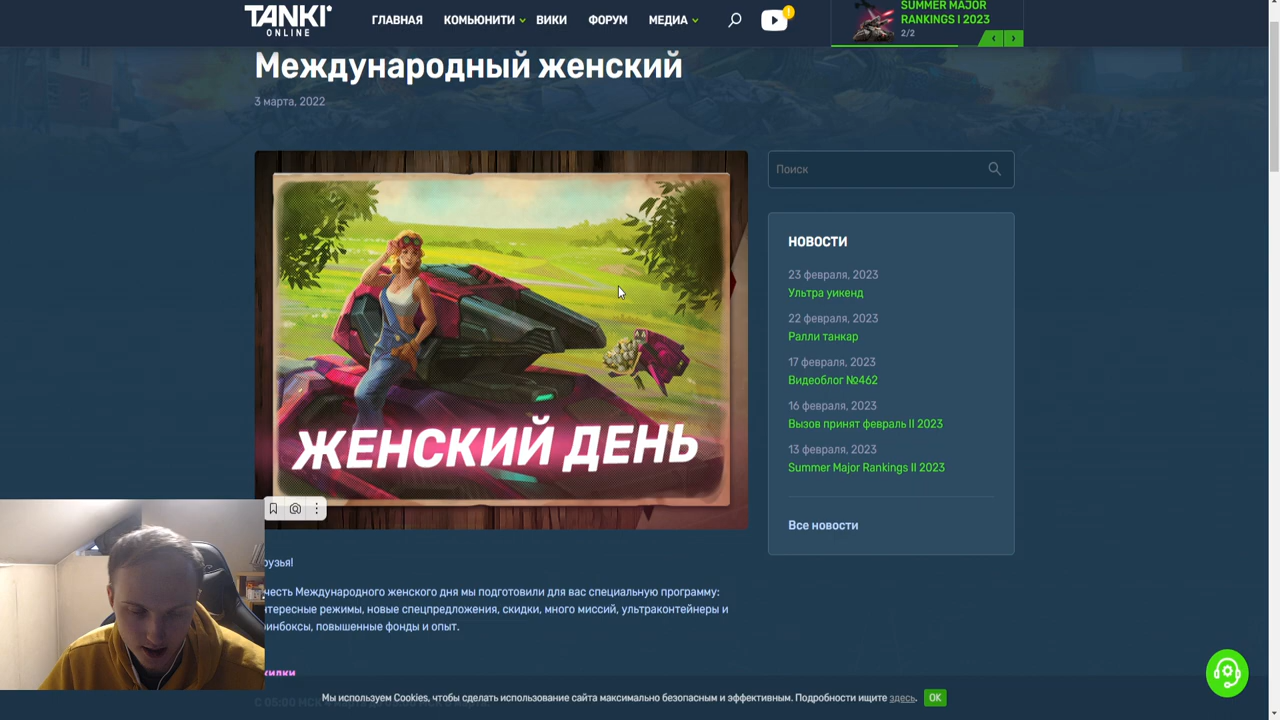 TANKI
ONLINE
ГЛАВНАЯ
КОМЬЮНИТИ
ВИКИ
ФОРУМ
МЕДИА
1
SUMMER MAJOR
RANKINGS I 2023
2/2
Международный женский
3 марта, 2022
Поиск
ЖЕНСКИЙ ДЕНЬ
НОВОСТИ
23 февраля, 2023
Ультра уикенд
22 февраля, 2023
Ралли танкар
17 февраля, 2023
Видеоблог №462
16 февраля, 2023
Вызов принят февраль II 2023
13 февраля, 2023
Summer Major Rankings II 2023
Все новости
рузья!
честь Международного женского дня мы подготовили для вас специальную программу:
нтересные режимы, новые спецпредложения, скидки, много миссий, ультраконтейнеры и
инбоксы, повышенные фонды и опыт.
кидки
Мы используем Cookies, чтобы сделать использование сайта максимально безопасным и эффективным. Подробности ищите здесь.
OK